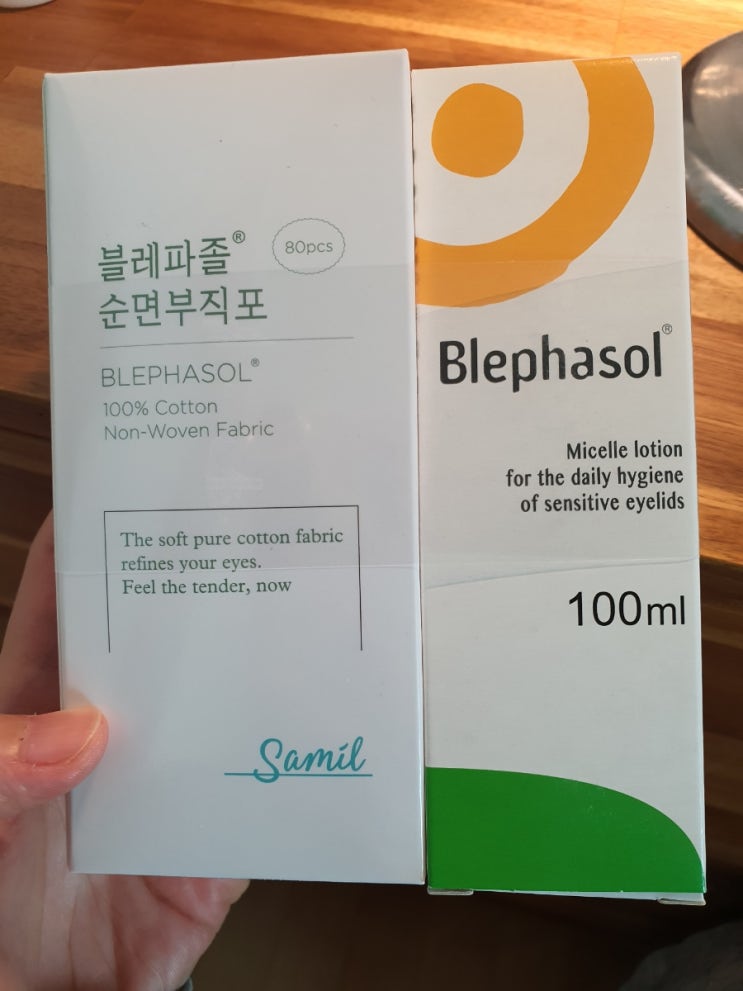 블레파졸®
순면부직포
80pcs
BLEPHASOL®
100% Cotton
Non-Woven Fabric
The soft pure cotton fabric
refines your eyes.
Feel the tender, now
Samil
Blephasol®
Micelle lotion
for the daily hygiene
of sensitive eyelids
100ml